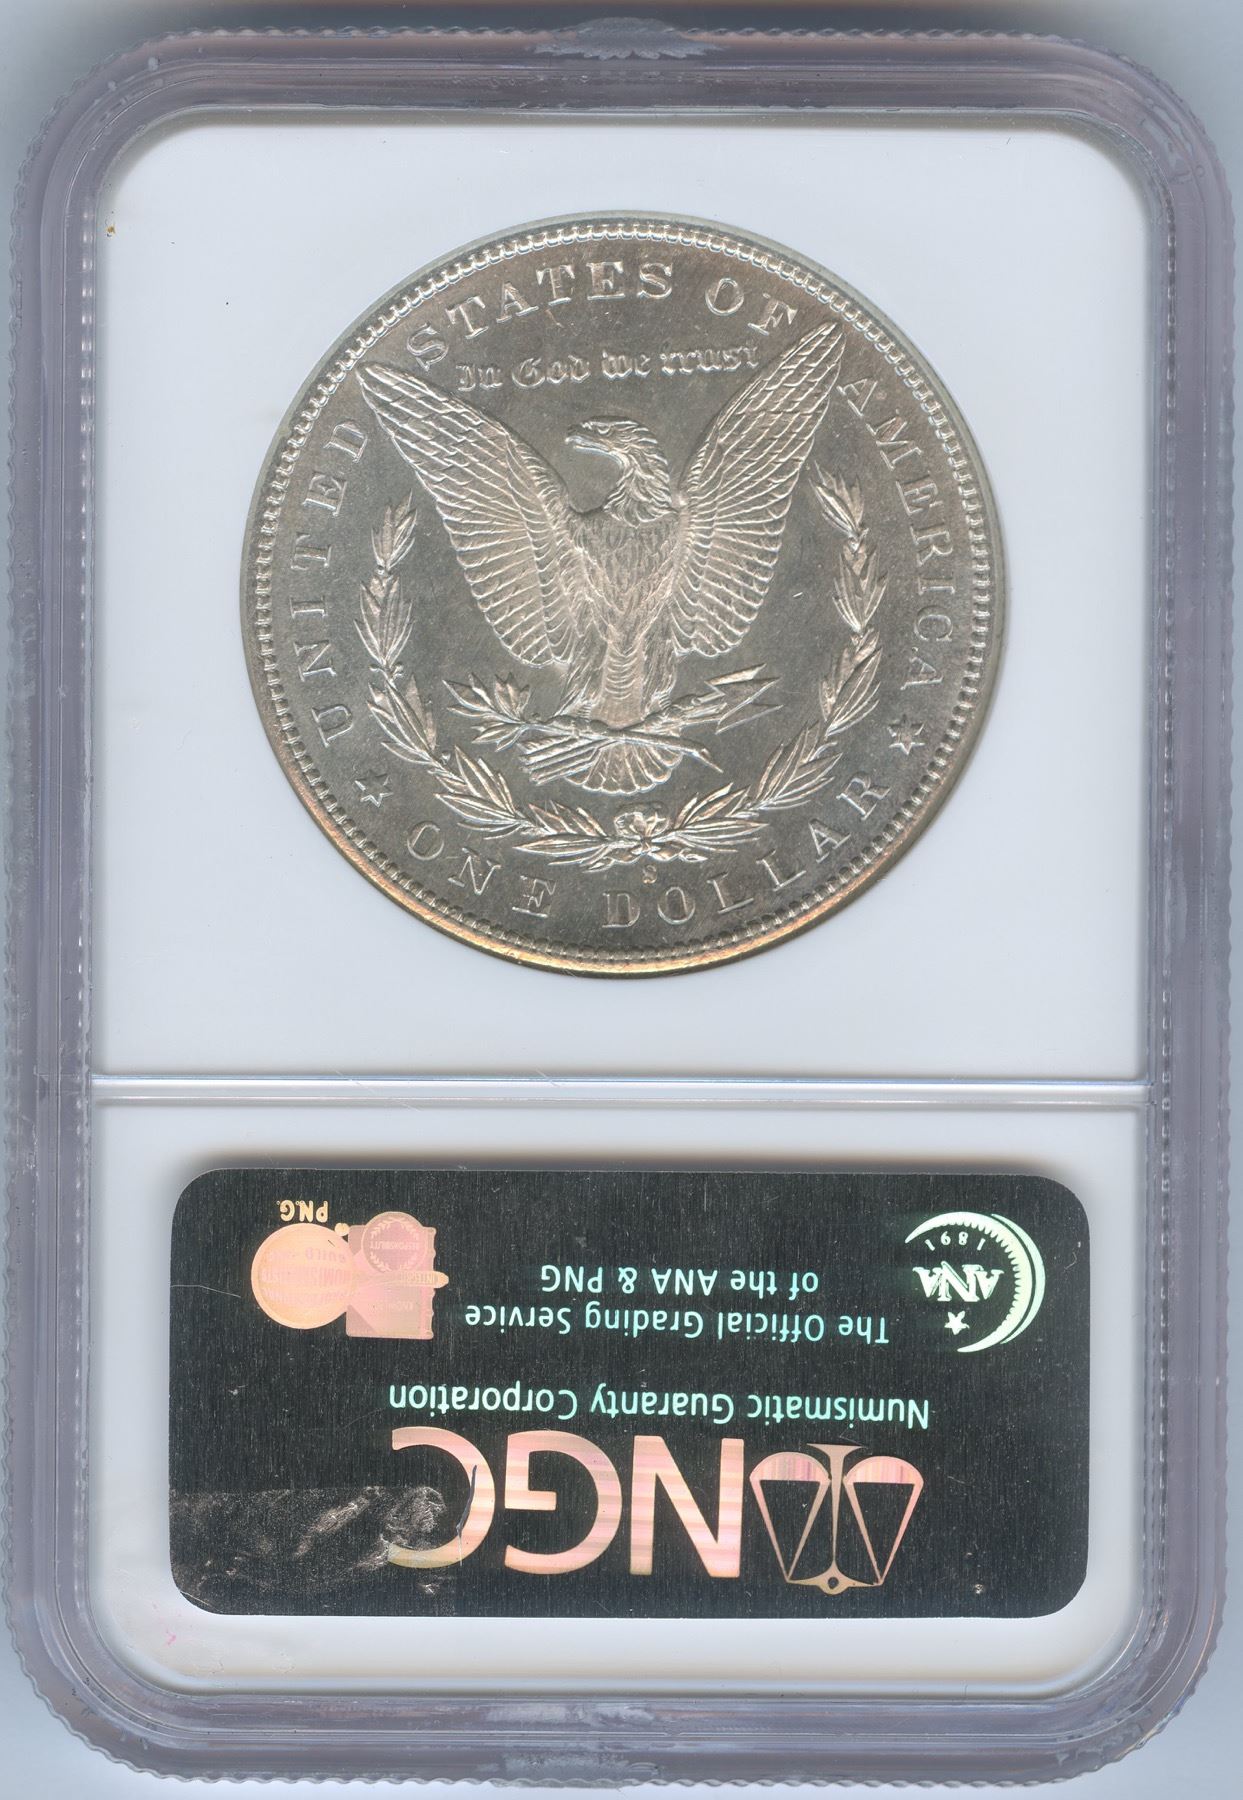 UNITED STATES OF AMERICA
In God we trust
ONE DOLLAR
S
NGC
Numismatic Guaranty Corporation
The Official Grading Service
of the ANA & PNG
ANA
1891
P.N.G.
RESPONSIBILITY